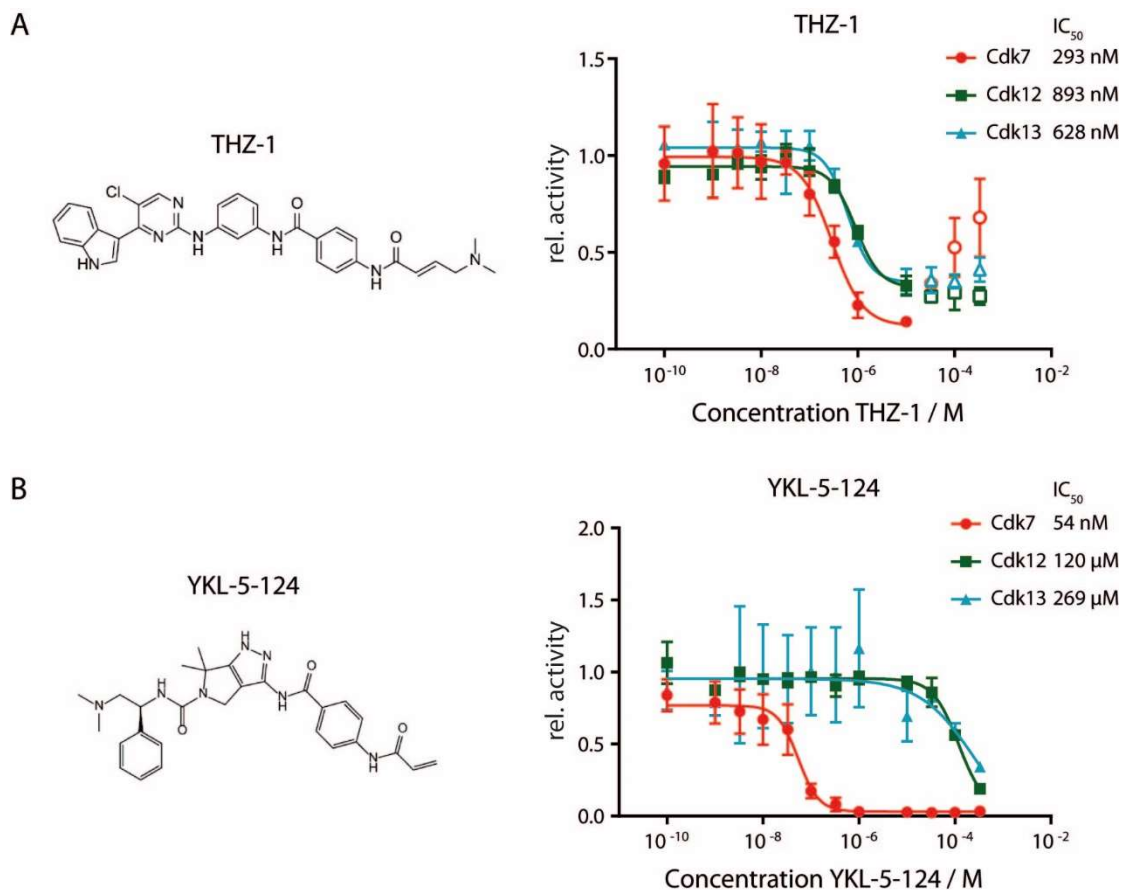 A
THZ-1
Cl
N
N
N
H
N
H
O
N
H
O
N
HN
THZ-1
IC50
Cdk7 293 nM
Cdk12 893 nM
Cdk13 628 nM
rel. activity
1.5
1.0
0.5
0.0
10-10 10-8 10-6 10-4 10-2
Concentration THZ-1 / M
B
YKL-5-124
H
N
N
N
H
N
O
N
NH
O
O
N
H
YKL-5-124
IC50
Cdk7 54 nM
Cdk12 120 µM
Cdk13 269 µM
rel. activity
2.0
1.5
1.0
0.5
0.0
10-10 10-8 10-6 10-4 10-2
Concentration YKL-5-124 / M